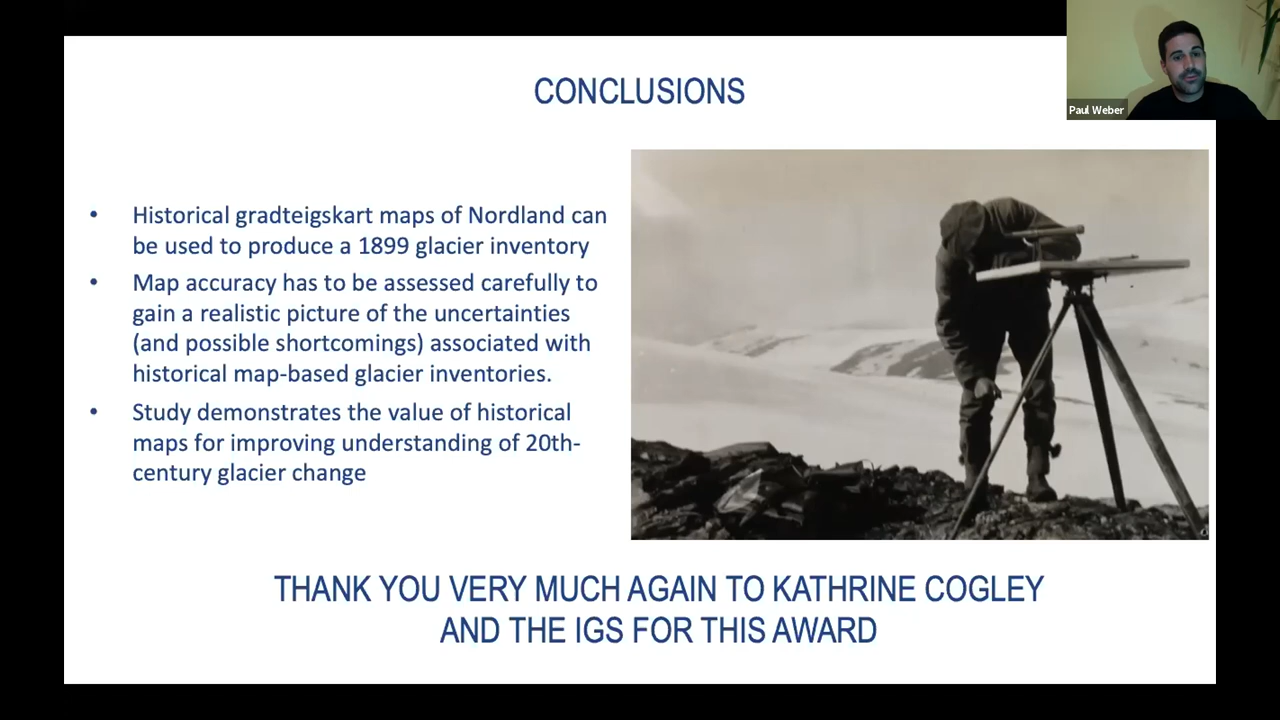 CONCLUSIONS
Paul Weber
• Historical gradteigskart maps of Nordland can
be used to produce a 1899 glacier inventory
• Map accuracy has to be assessed carefully to
gain a realistic picture of the uncertainties
(and possible shortcomings) associated with
historical map-based glacier inventories.
• Study demonstrates the value of historical
maps for improving understanding of 20th-
century glacier change
THANK YOU VERY MUCH AGAIN TO KATHRINE COGLEY
AND THE IGS FOR THIS AWARD